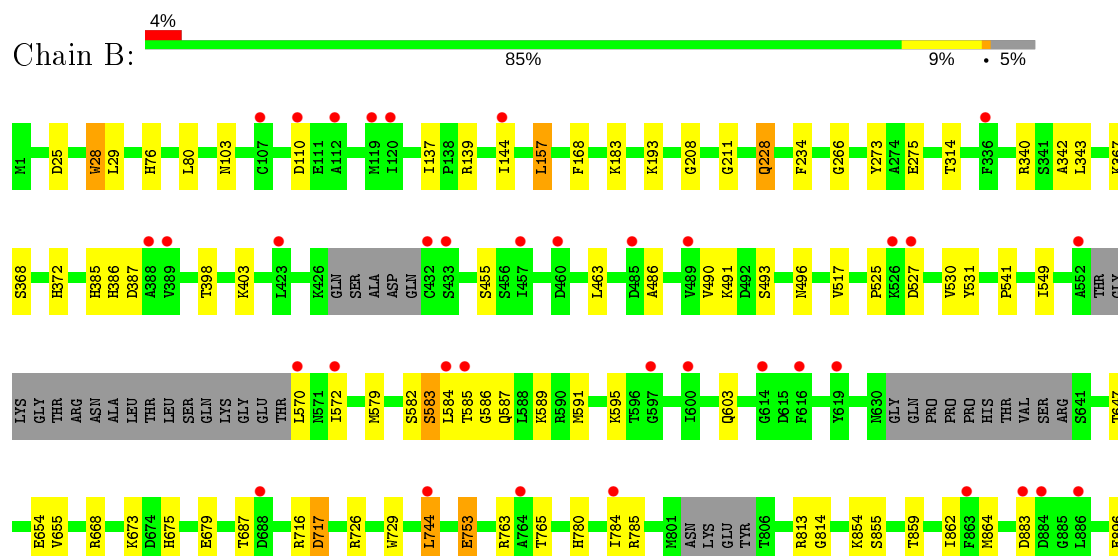 4%
Chain B:
85% 9% • 5%
M1 D25 W28 L29 H76 L80 N103 C107 D110 E111 A112 M119 I120 I137 P138 R139 I144 L157 F168 K183 K193 G208 G211 Q228 F234 G266 Y273 A274 E275 T314 F336 R340 S341 A342 L343 K367
S368 H372 H385 H386 D387 A388 V389 T398 K403 L423 K426 GLN SER ALA ASP GLN C432 S433 S455 S456 I457 D460 L463 D485 A486 V489 V490 K491 D492 S493 N496 V517 P525 K526 D527 V530 Y531 P541 I549 A552 THR GLY
LYS GLY THR ARG ASN ALA LEU THR LEU SER GLN LYS GLY GLU THR L570 N571 I572 M579 S582 S583 L584 T585 G586 Q587 L588 K589 R590 M591 K595 T596 G597 I600 Q603 G614 D615 F616 Y619 N630 GLY GLN PRO PRO PRO HIS THR VAL SER ARG S641
E654 V655 R668 K673 D674 H675 E679 T687 D688 R716 D717 R726 W729 L744 E753 R763 A764 T765 H780 I784 R785 M801 ASN LYS GLU TYR T806 R813 G814 K854 S855 T859 I862 F863 M864 D883 D884 G885 L886